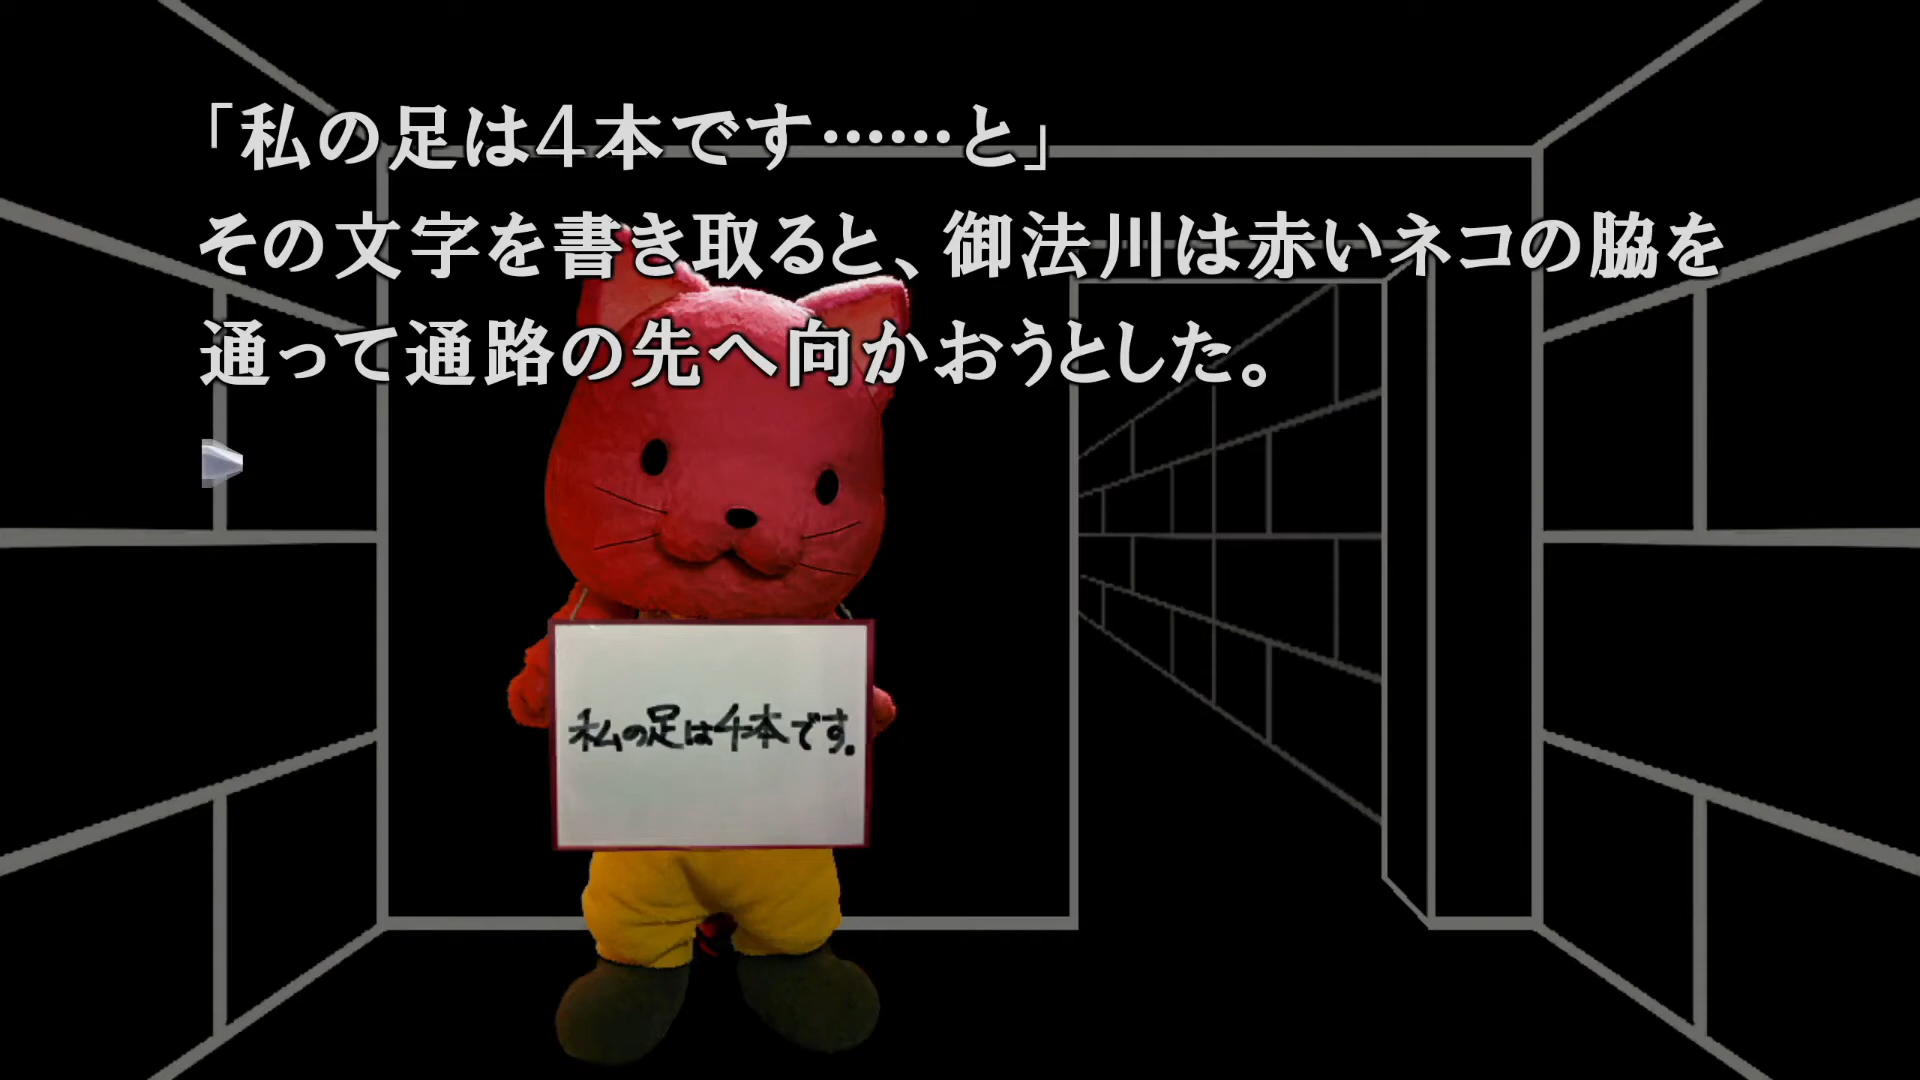 「私の足は４本です……と」
その文字を書き取ると、御法川は赤いネコの脇を
通って通路の先へ向かおうとした。
私の足は4本です。